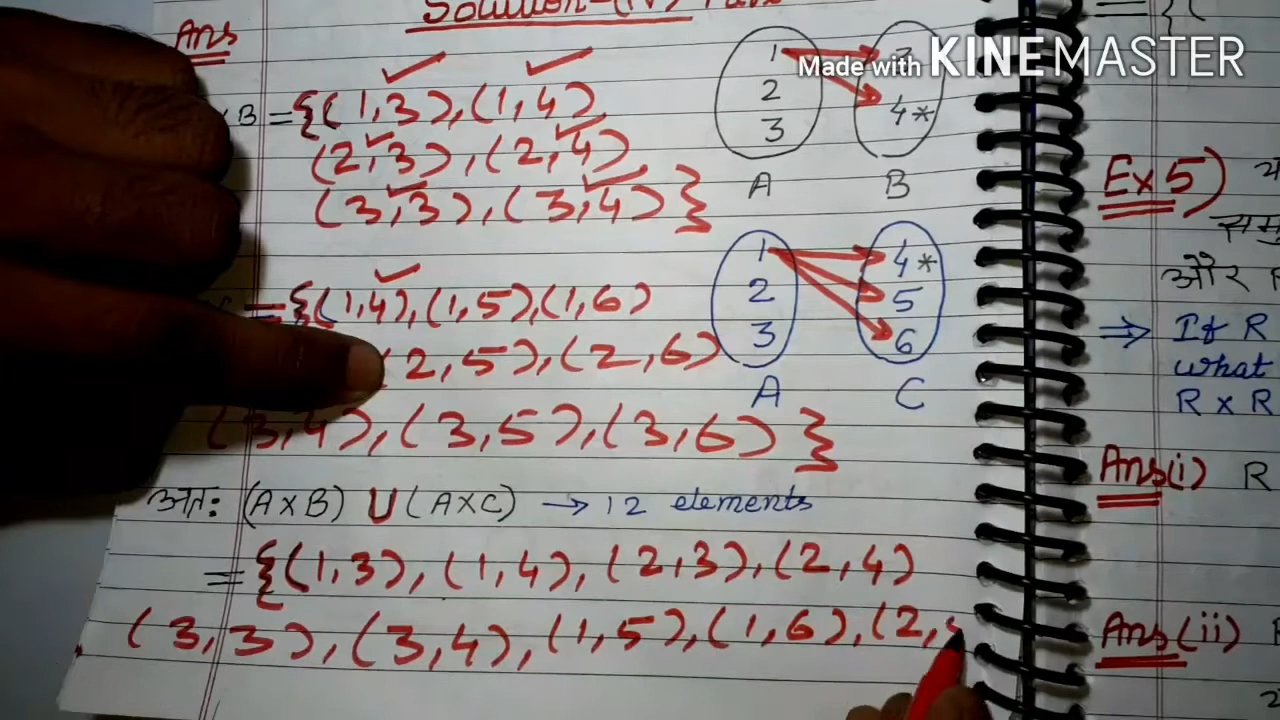 Ans
B = {(1,3),(1,4)
(2,3),(2,4)
(3,3),(3,4)}
1
2
3
A
4*
B
= {(1,4),(1,5)(1,6)
2,5),(2,6)
(3,4),(3,5),(3,6)}
1
2
3
A
4*
5
6
C
अतः (A×B) U (A×C) → 12 elements
= {(1,3),(1,4),(2,3),(2,4)
(3,3),(3,4),(1,5),(1,6),(2,
Made with KINEMASTER
= {(
Ex 5)
और
⇒ If R
what
R × R
Ans(i) R
Ans(ii)